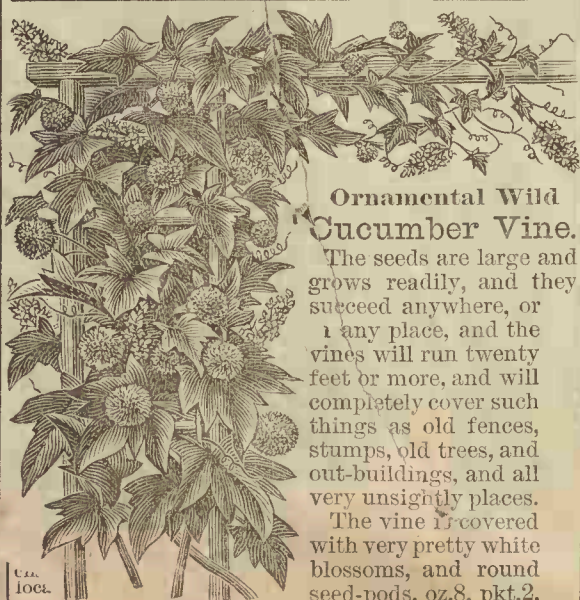 Ornamental Wild
Cucumber Vine.
The seeds are large and
grows readily, and they
succeed anywhere, or
any place, and the
vines will run twenty
feet or more, and will
completely cover such
things as old fences,
stumps, old trees, and
out-buildings, and all
very unsightly places.
The vine is covered
with very pretty white
blossoms, and round
seed-pods. oz.8, pkt.2.